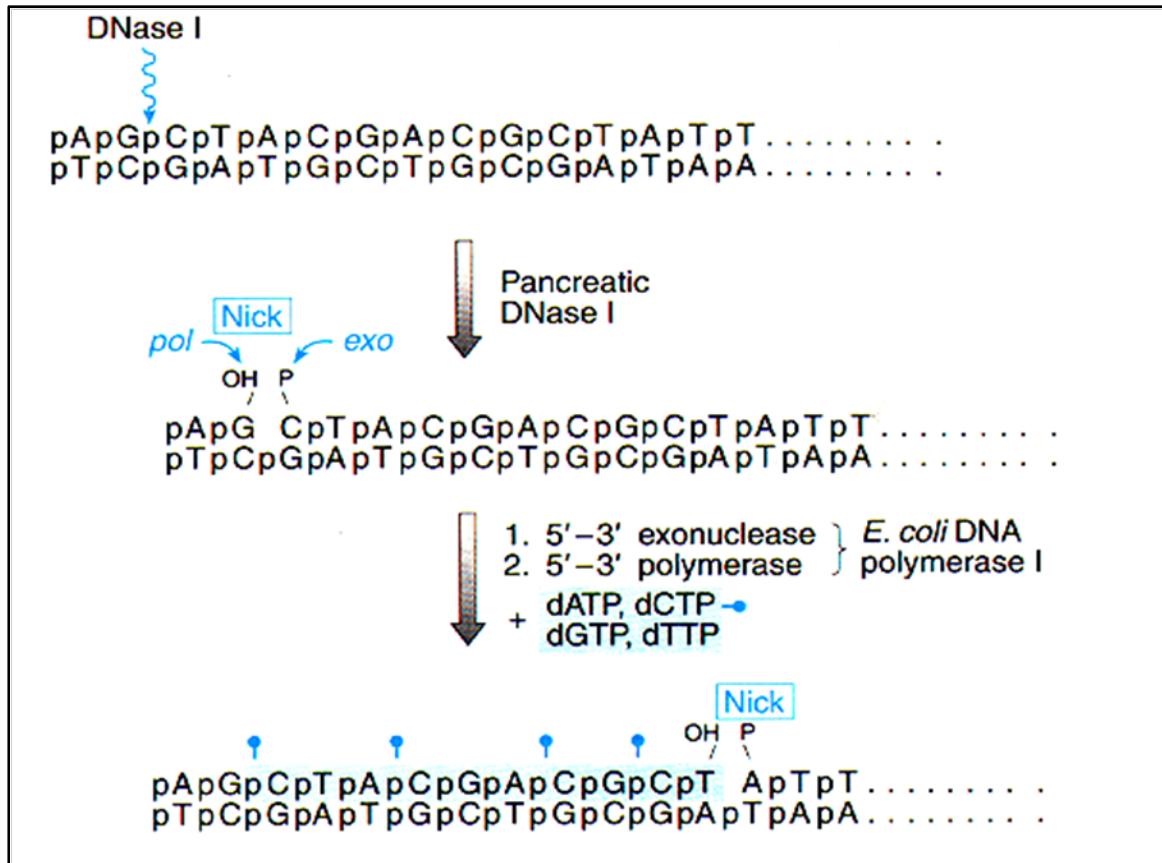 DNase I
pApGpCpTpApCpGpApCpGpCpTpApTpT . . . . . . . . .
pTpCpGpApTpGpCpTpGpCpGpApTpApA . . . . . . . . .
Pancreatic
DNase I
Nick
pol
exo
OH P
pApG CpTpApCpGpApCpGpCpTpApTpT . . . . . . . . .
pTpCpGpApTpGpCpTpGpCpGpApTpApA . . . . . . . . .
1. 5′–3′ exonuclease
2. 5′–3′ polymerase
E. coli DNA
polymerase I
+ dATP, dCTP
dGTP, dTTP
Nick
OH P
pApGpCpTpApCpGpApCpGpCpT ApTpT . . . . . . . . .
pTpCpGpApTpGpCpTpGpCpGpApTpApA . . . . . . . . .